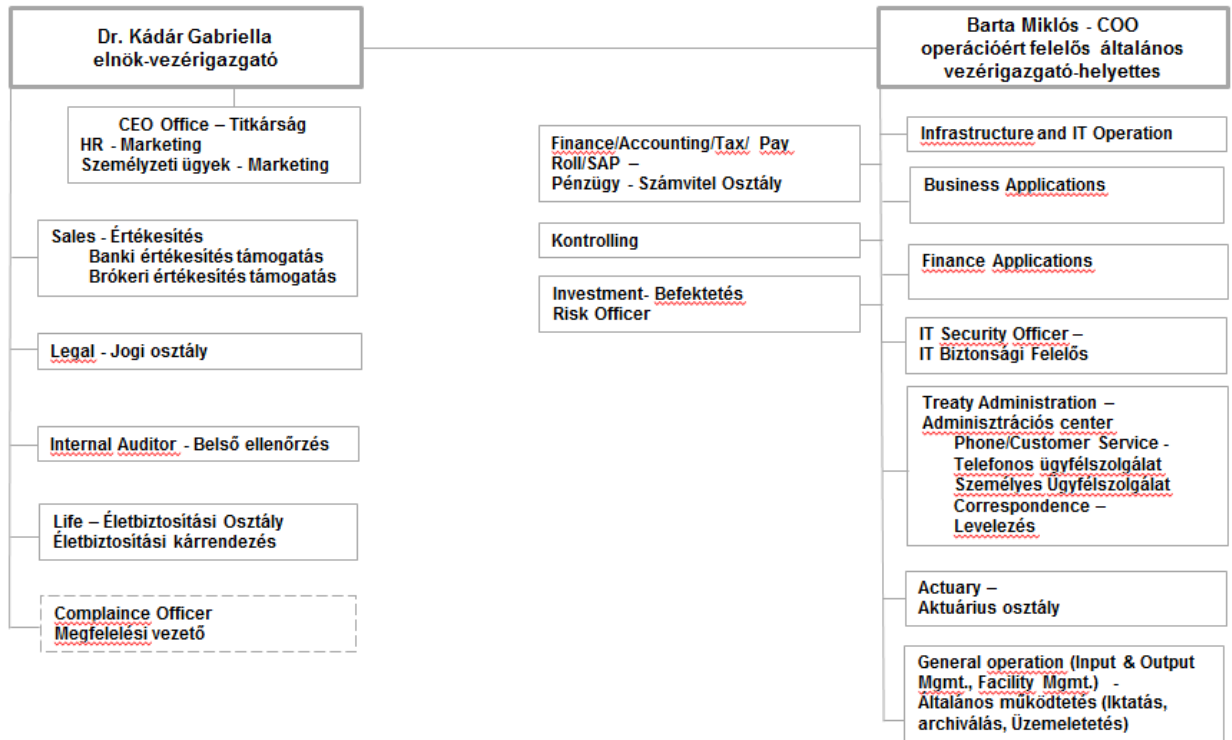 Dr. Kádár Gabriella
elnök-vezérigazgató
CEO Office – Titkárság
HR - Marketing
Személyzeti ügyek - Marketing
Sales - Értékesítés
Banki értékesítés támogatás
Brókeri értékesítés támogatás
Legal - Jogi osztály
Internal Auditor - Belső ellenőrzés
Life – Életbiztosítási Osztály
Életbiztosítási kárrendezés
Complaince Officer
Megfelelési vezető
Barta Miklós - COO
operációért felelős általános
vezérigazgató-helyettes
Finance/Accounting/Tax/ Pay
Roll/SAP –
Pénzügy - Számvitel Osztály
Kontrolling
Investment- Befektetés
Risk Officer
Infrastructure and IT Operation
Business Applications
Finance Applications
IT Security Officer –
IT Biztonsági Felelős
Treaty Administration –
Adminisztrációs center
Phone/Customer Service -
Telefonos ügyfélszolgálat
Személyes Ügyfélszolgálat
Correspondence –
Levelezés
Actuary –
Aktuárius osztály
General operation (Input & Output
Mgmt., Facility Mgmt.) -
Általános működtetés (Iktatás,
archiválás, Üzemeletetés)